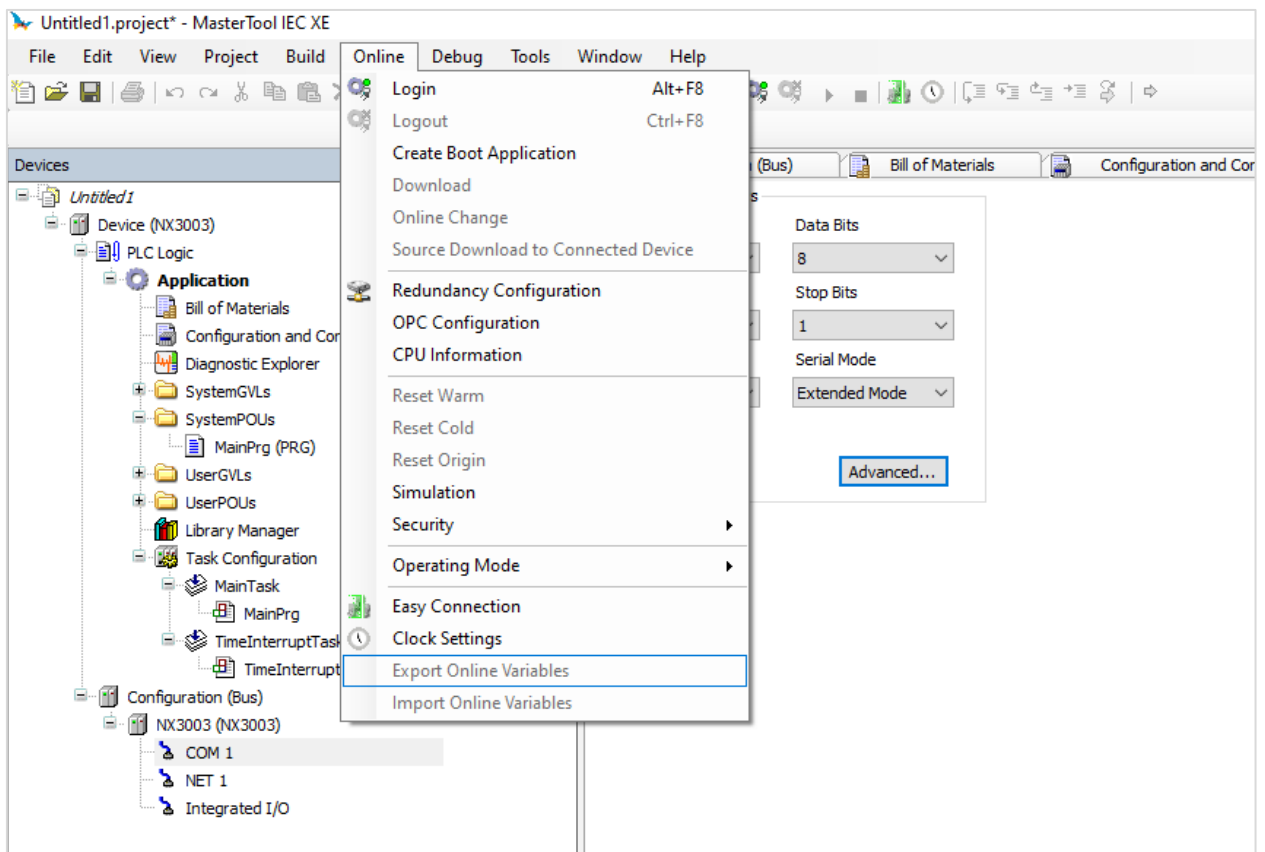 Untitled1.project* - MasterTool IEC XE
File Edit View Project Build Online Debug Tools Window Help
Login Alt+F8
Logout Ctrl+F8
Create Boot Application
Download
Online Change
Source Download to Connected Device
Redundancy Configuration
OPC Configuration
CPU Information
Reset Warm
Reset Cold
Reset Origin
Simulation
Security
Operating Mode
Easy Connection
Clock Settings
Export Online Variables
Import Online Variables
Devices
Untitled1
Device (NX3003)
PLC Logic
Application
Bill of Materials
Configuration and Con
Diagnostic Explorer
SystemGVLs
SystemPOUs
MainPrg (PRG)
UserGVLs
UserPOUs
Library Manager
Task Configuration
MainTask
MainPrg
TimeInterruptTask
TimeInterrupt
Configuration (Bus)
NX3003 (NX3003)
COM 1
NET 1
Integrated I/O
(Bus) Bill of Materials Configuration and Cor
s
Data Bits
8
Stop Bits
1
Serial Mode
Extended Mode
Advanced...